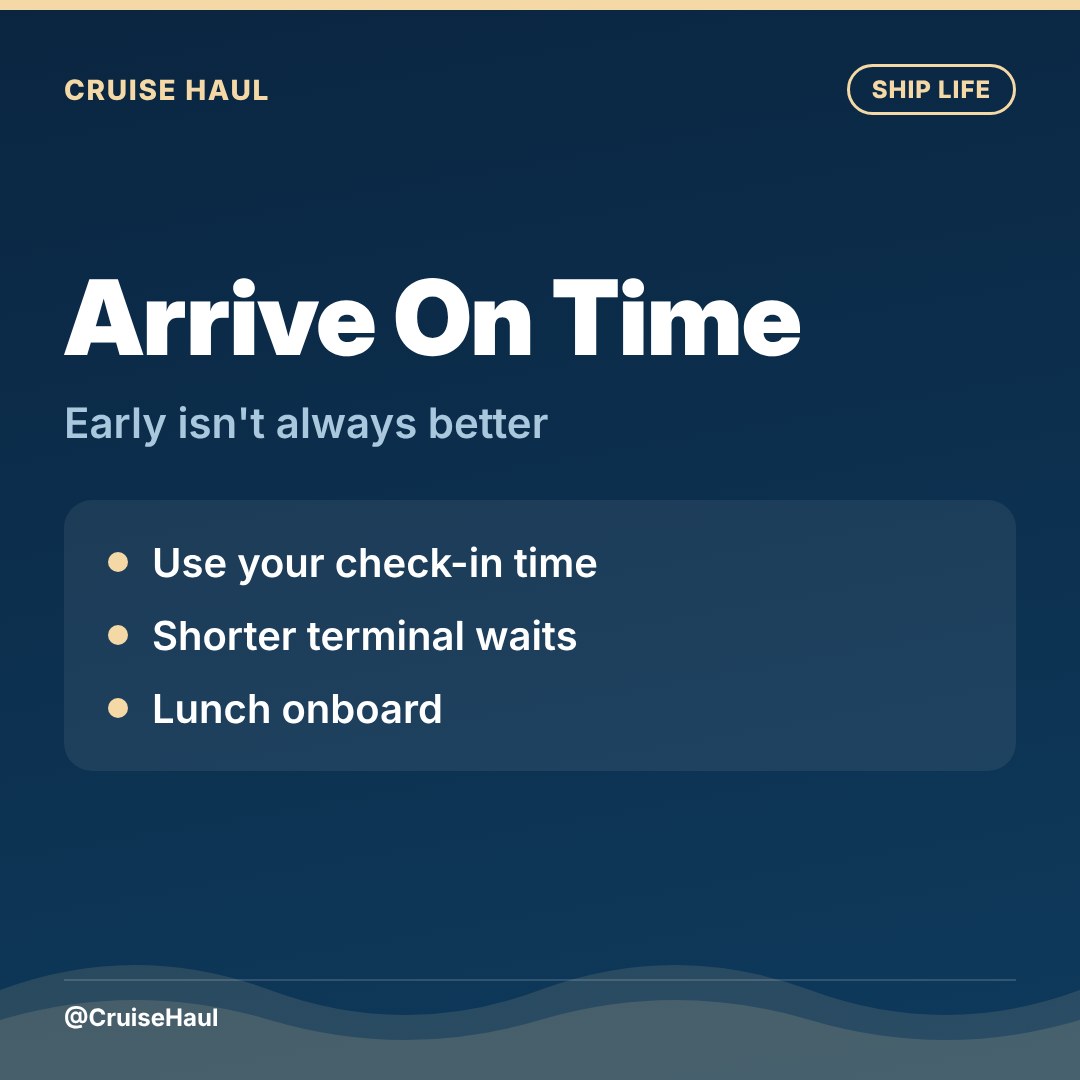 CRUISE HAUL
SHIP LIFE
Arrive On Time
Early isn't always better
Use your check-in time
Shorter terminal waits
Lunch onboard
@CruiseHaul